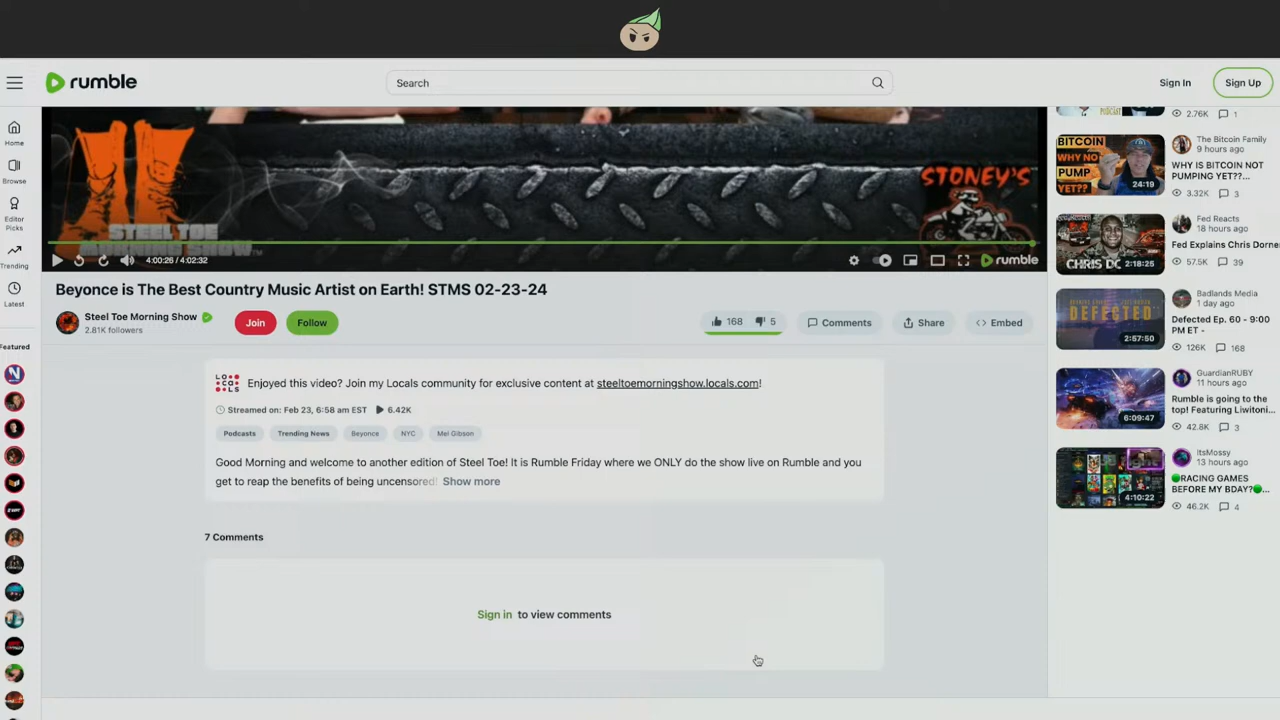 rumble
Search
Sign In
Sign Up
Home
Browse
Editor
Picks
Trending
Latest
Featured
STEEL TOE
MORNING SHOW™
STONEY'S
4:00:26 / 4:02:32
rumble
Beyonce is The Best Country Music Artist on Earth! STMS 02-23-24
Steel Toe Morning Show
2.81K followers
Join
Follow
168
5
Comments
Share
<> Embed
LOCALS
Enjoyed this video? Join my Locals community for exclusive content at steeltoemorningshow.locals.com!
Streamed on: Feb 23, 6:58 am EST
6.42K
Podcasts
Trending News
Beyonce
NYC
Mel Gibson
Good Morning and welcome to another edition of Steel Toe! It is Rumble Friday where we ONLY do the show live on Rumble and you
get to reap the benefits of being uncensored! Show more
7 Comments
Sign in to view comments
PODCAST
2.76K
1
BITCOIN
WHY NO
PUMP
YET??
24:19
The Bitcoin Family
9 hours ago
WHY IS BITCOIN NOT
PUMPING YET??...
3.32K
3
CHRIS DO
2:18:25
Fed Reacts
18 hours ago
Fed Explains Chris Dorne
57.5K
39
DEFECTED
2:57:50
Badlands Media
1 day ago
Defected Ep. 60 - 9:00
PM ET -
126K
168
6:09:47
GuardianRUBY
11 hours ago
Rumble is going to the
top! Featuring Liwitoni...
42.8K
3
4:10:22
ItsMossy
13 hours ago
RACING GAMES
BEFORE MY BDAY?...
46.2K
4